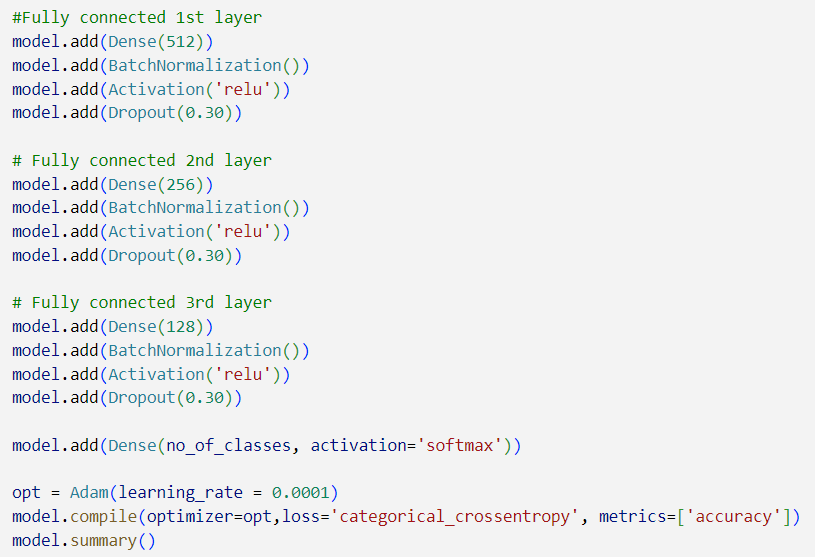 #Fully connected 1st layer
model.add(Dense(512))
model.add(BatchNormalization())
model.add(Activation('relu'))
model.add(Dropout(0.30))
# Fully connected 2nd layer
model.add(Dense(256))
model.add(BatchNormalization())
model.add(Activation('relu'))
model.add(Dropout(0.30))
# Fully connected 3rd layer
model.add(Dense(128))
model.add(BatchNormalization())
model.add(Activation('relu'))
model.add(Dropout(0.30))
model.add(Dense(no_of_classes, activation='softmax'))
opt = Adam(learning_rate = 0.0001)
model.compile(optimizer=opt,loss='categorical_crossentropy', metrics=['accuracy'])
model.summary()